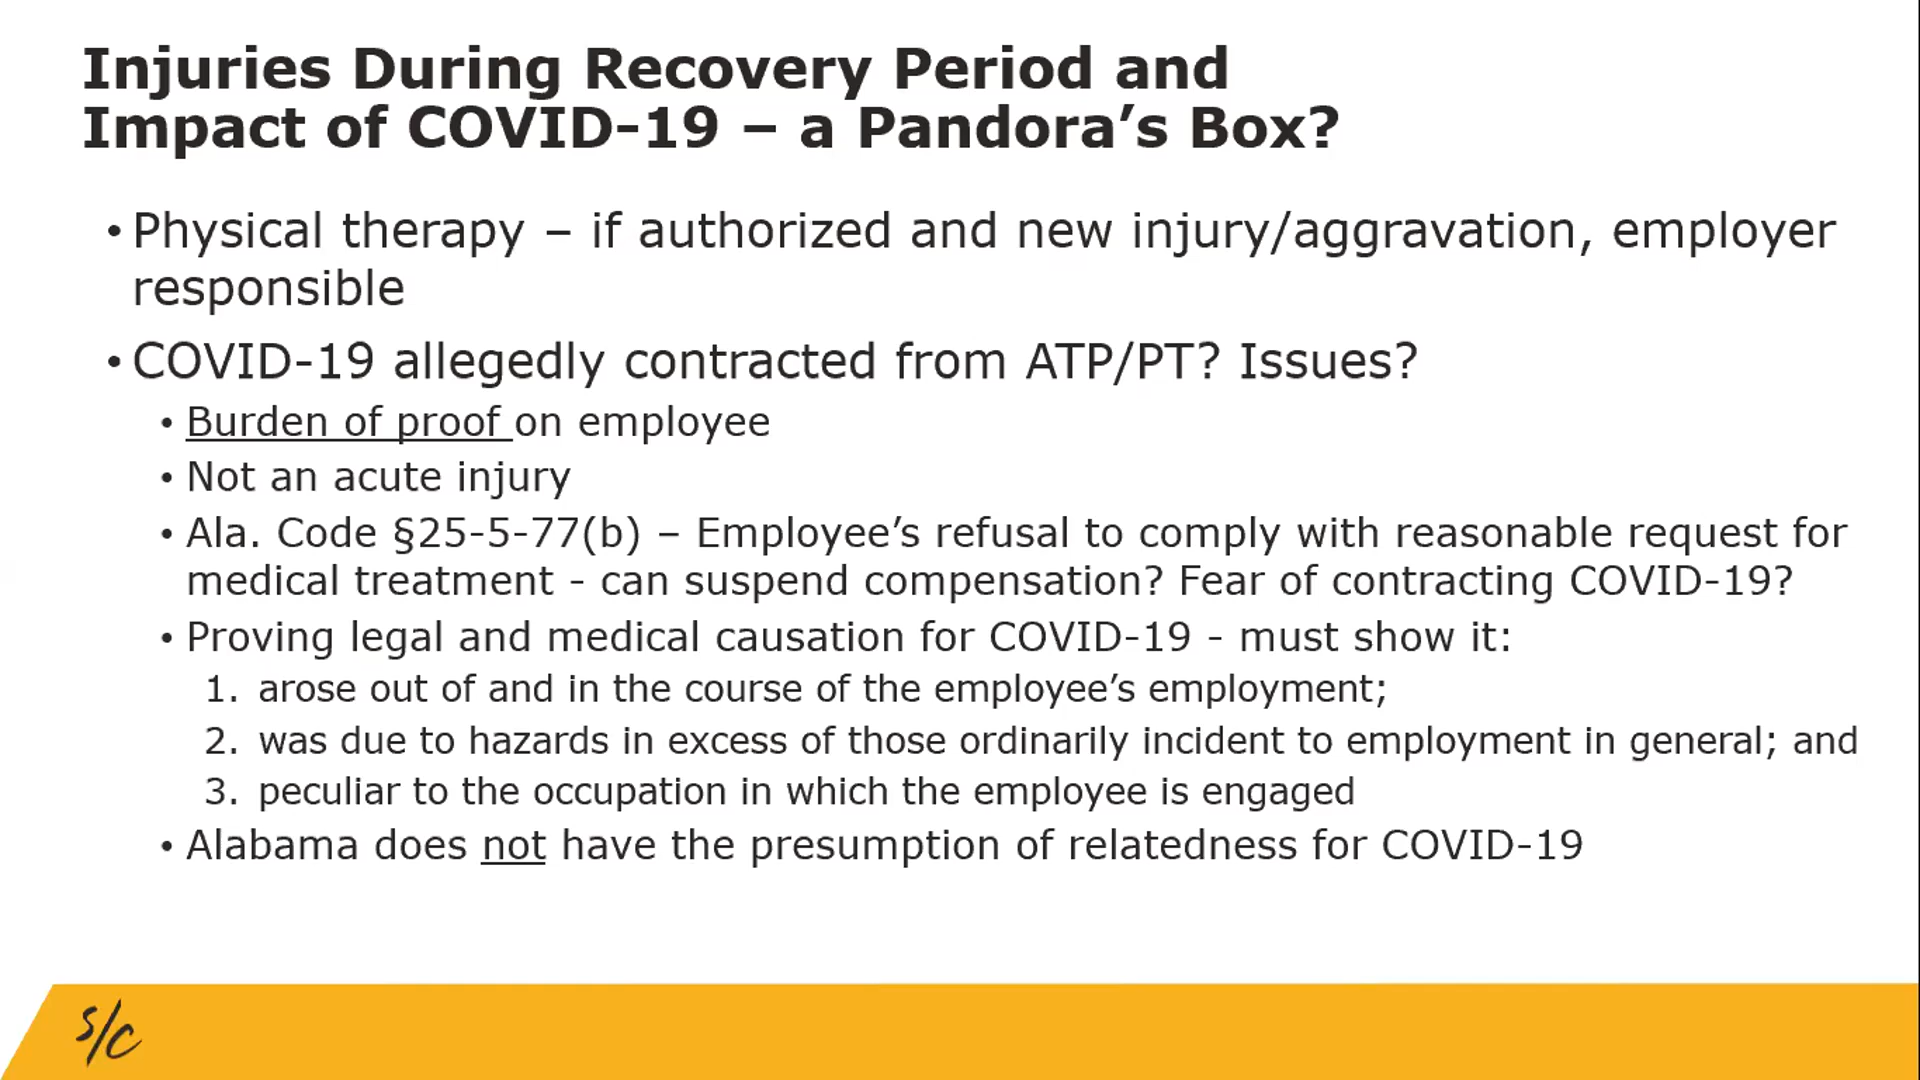 Injuries During Recovery Period and
Impact of COVID-19 – a Pandora’s Box?
• Physical therapy – if authorized and new injury/aggravation, employer
responsible
• COVID-19 allegedly contracted from ATP/PT? Issues?
• Burden of proof on employee
• Not an acute injury
• Ala. Code §25-5-77(b) – Employee’s refusal to comply with reasonable request for
medical treatment - can suspend compensation? Fear of contracting COVID-19?
• Proving legal and medical causation for COVID-19 - must show it:
1. arose out of and in the course of the employee’s employment;
2. was due to hazards in excess of those ordinarily incident to employment in general; and
3. peculiar to the occupation in which the employee is engaged
• Alabama does not have the presumption of relatedness for COVID-19
S/C